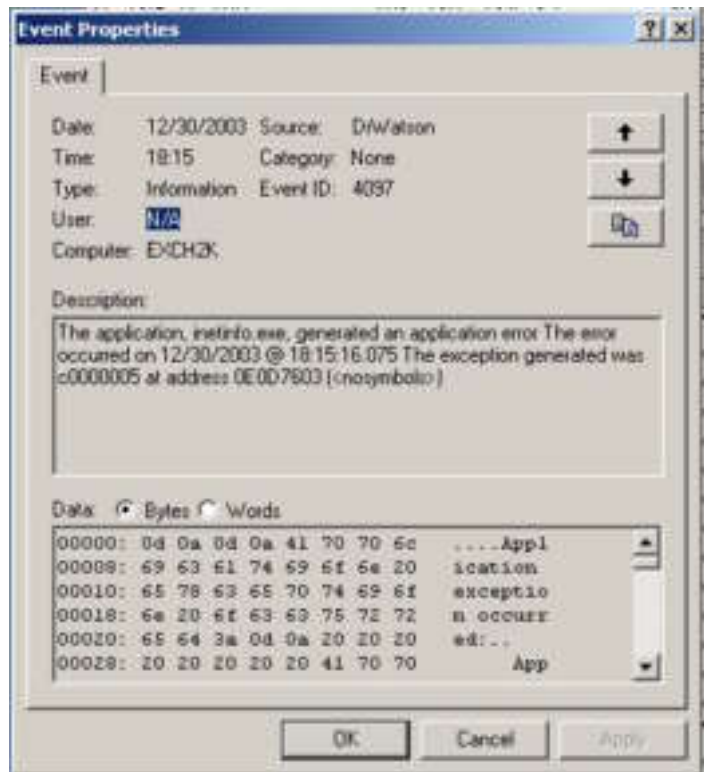 Event Properties
Event
Date: 12/30/2003 Source: DrWatson
Time: 18:15 Category: None
Type: Information Event ID: 4097
User: N/A
Computer: EXCH2K
Description:
The application, inetinfo.exe, generated an application error The error
occurred on 12/30/2003 @ 18:15:16.075 The exception generated was
c0000005 at address 0E0D7603 (<nosymbols>)
Data: Bytes Words
00000: 0d 0a 0d 0a 41 70 70 6c ....Appl
00008: 69 63 61 74 69 6f 6e 20 ication
00010: 65 78 63 65 70 74 69 6f exceptio
00018: 6e 20 6f 63 63 75 72 72 n occurr
00020: 65 64 3a 0d 0a 20 20 20 ed:..
00028: 20 20 20 20 20 41 70 70 App
OK Cancel Apply